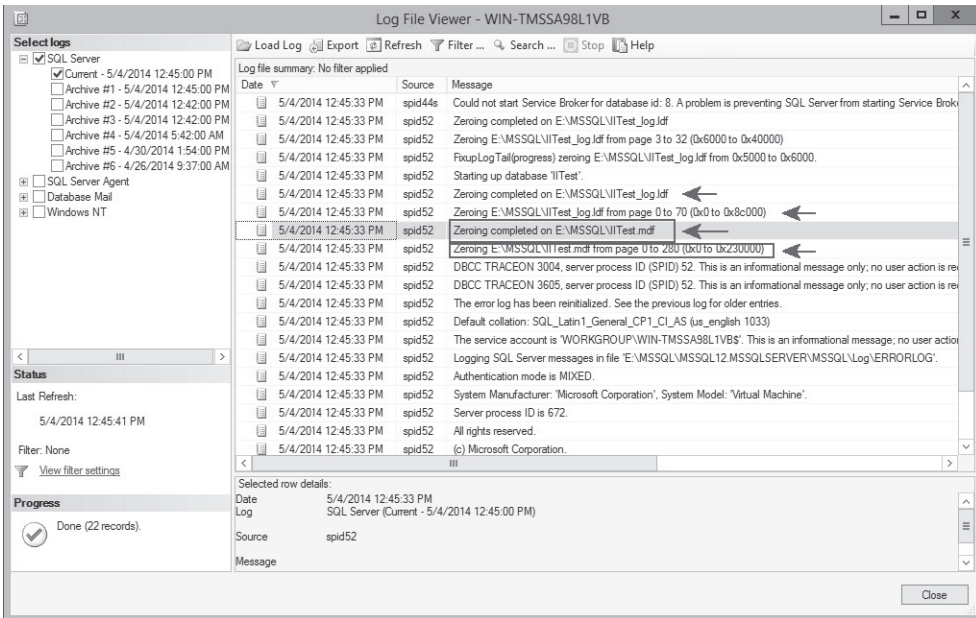 Log File Viewer - WIN-TMSSA98L1VB
Select logs
SQL Server
Current - 5/4/2014 12:45:00 PM
Archive #1 - 5/4/2014 12:45:00 PM
Archive #2 - 5/4/2014 12:42:00 PM
Archive #3 - 5/4/2014 12:42:00 PM
Archive #4 - 5/4/2014 5:42:00 AM
Archive #5 - 4/30/2014 1:54:00 PM
Archive #6 - 4/26/2014 9:37:00 AM
SQL Server Agent
Database Mail
Windows NT
Status
Last Refresh:
5/4/2014 12:45:41 PM
Filter: None
View filter settings
Progress
Done (22 records).
Load Log Export Refresh Filter ... Search ... Stop Help
Log file summary: No filter applied
Date Source Message
5/4/2014 12:45:33 PM spid44s Could not start Service Broker for database id: 8. A problem is preventing SQL Server from starting Service Brok
5/4/2014 12:45:33 PM spid52 Zeroing completed on E:\MSSQL\IITest_log.ldf
5/4/2014 12:45:33 PM spid52 Zeroing E:\MSSQL\IITest_log.ldf from page 3 to 32 (0x6000 to 0x40000)
5/4/2014 12:45:33 PM spid52 FixupLogTail(progress) zeroing E:\MSSQL\IITest_log.ldf from 0x5000 to 0x6000.
5/4/2014 12:45:33 PM spid52 Starting up database 'IITest'.
5/4/2014 12:45:33 PM spid52 Zeroing completed on E:\MSSQL\IITest_log.ldf
5/4/2014 12:45:33 PM spid52 Zeroing E:\MSSQL\IITest_log.ldf from page 0 to 70 (0x0 to 0x8c000)
5/4/2014 12:45:33 PM spid52 Zeroing completed on E:\MSSQL\IITest.mdf
5/4/2014 12:45:33 PM spid52 Zeroing E:\MSSQL\IITest.mdf from page 0 to 280 (0x0 to 0x230000)
5/4/2014 12:45:33 PM spid52 DBCC TRACEON 3004, server process ID (SPID) 52. This is an informational message only; no user action is re
5/4/2014 12:45:33 PM spid52 DBCC TRACEON 3605, server process ID (SPID) 52. This is an informational message only; no user action is re
5/4/2014 12:45:33 PM spid52 The error log has been reinitialized. See the previous log for older entries.
5/4/2014 12:45:33 PM spid52 Default collation: SQL_Latin1_General_CP1_CI_AS (us_english 1033)
5/4/2014 12:45:33 PM spid52 The service account is 'WORKGROUP\WIN-TMSSA98L1VB$'. This is an informational message; no user action
5/4/2014 12:45:33 PM spid52 Logging SQL Server messages in file 'E:\MSSQL\MSSQL12.MSSQLSERVER\MSSQL\Log\ERRORLOG'.
5/4/2014 12:45:33 PM spid52 Authentication mode is MIXED.
5/4/2014 12:45:33 PM spid52 System Manufacturer: 'Microsoft Corporation', System Model: 'Virtual Machine'.
5/4/2014 12:45:33 PM spid52 Server process ID is 672.
5/4/2014 12:45:33 PM spid52 All rights reserved.
5/4/2014 12:45:33 PM spid52 (c) Microsoft Corporation.
Selected row details:
Date 5/4/2014 12:45:33 PM
Log SQL Server (Current - 5/4/2014 12:45:00 PM)
Source spid52
Message
Close